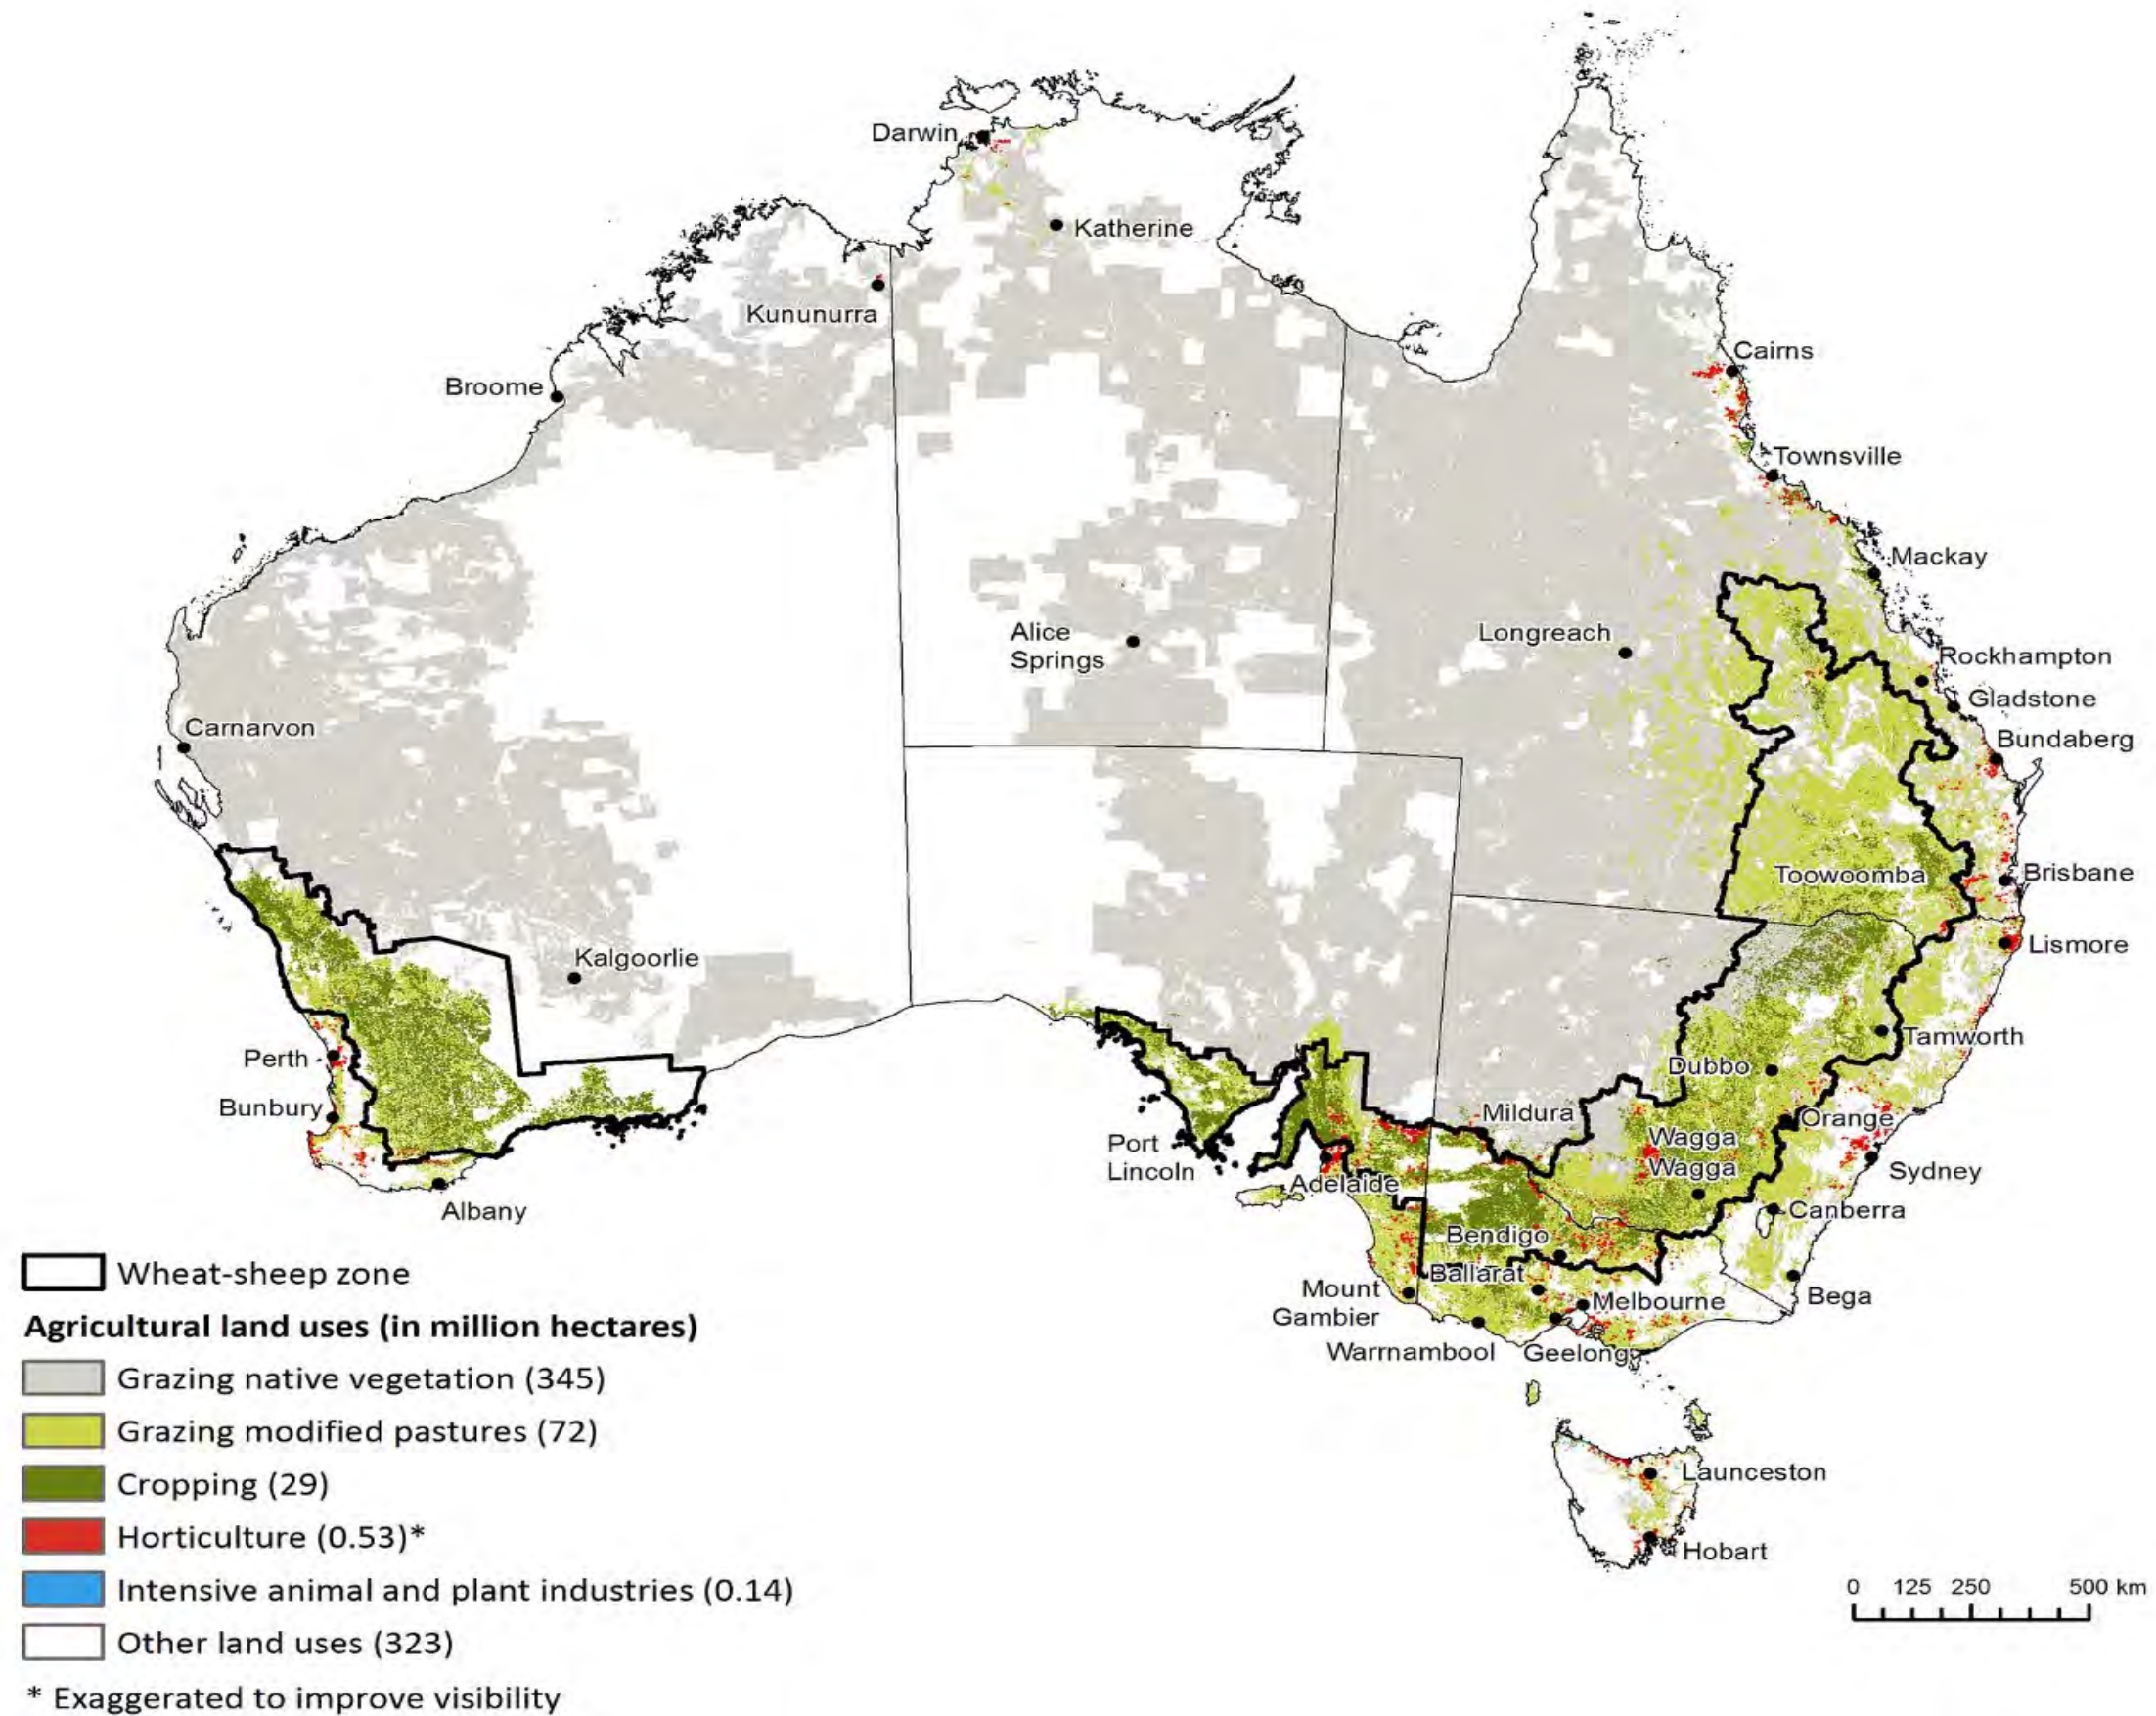 Darwin
Katherine
Kununurra
Broome
Cairns
Townsville
Mackay
Alice
Springs
Longreach
Rockhampton
Gladstone
Carnarvon
Bundaberg
Toowoomba
Brisbane
Lismore
Kalgoorlie
Tamworth
Perth
Dubbo
Bunbury
Mildura
Orange
Port
Lincoln
Wagga
Wagga
Sydney
Adelaide
Albany
Canberra
Bendigo
Ballarat
Mount
Gambier
Melbourne
Bega
Warrnambool
Geelong
Launceston
Hobart
Wheat-sheep zone
Agricultural land uses (in million hectares)
Grazing native vegetation (345)
Grazing modified pastures (72)
Cropping (29)
Horticulture (0.53)*
Intensive animal and plant industries (0.14)
Other land uses (323)
* Exaggerated to improve visibility
0 125 250 500 km